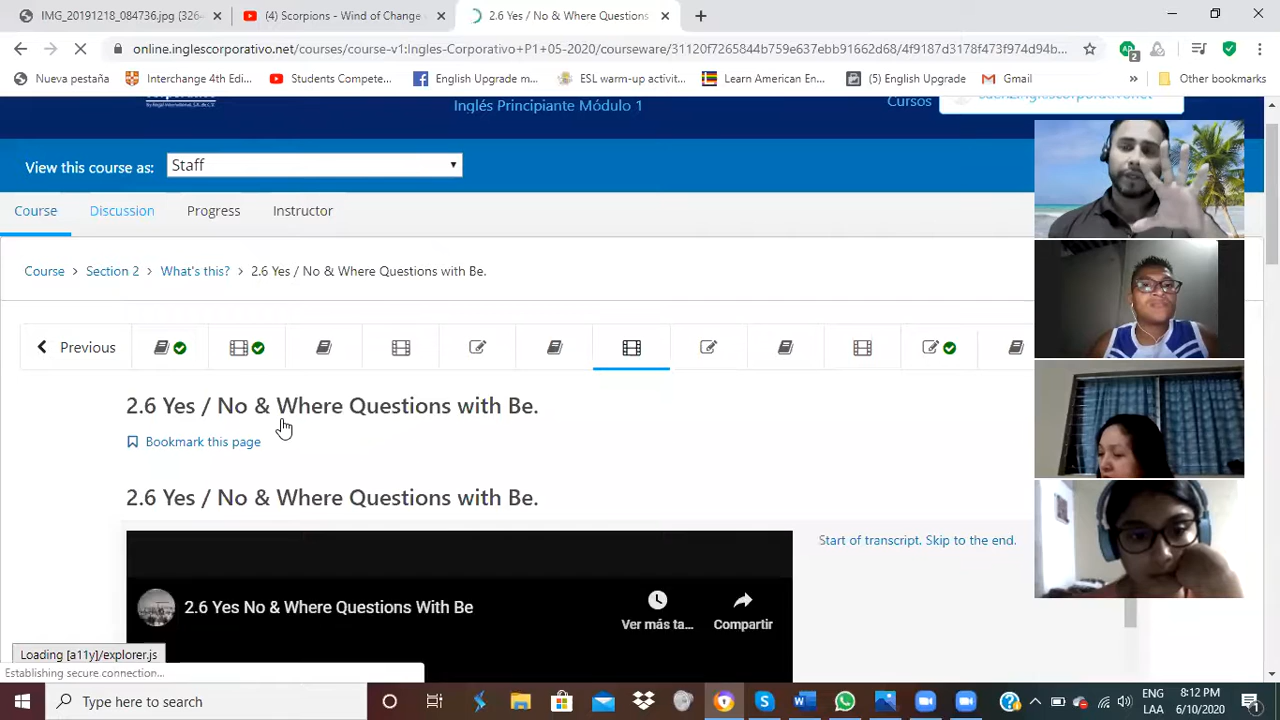 IMG_20191218_084736.jpg (326
(4) Scorpions - Wind of Change
2.6 Yes / No & Where Questions
online.inglescorporativo.net/courses/course-v1:Ingles-Corporativo+P1+05-2020/courseware/31120f7265844b759e637ebb91662d68/4f9187d3178f473f974d94b...
2
Nueva pestaña
Interchange 4th Edi...
Students Compete...
English Upgrade m...
ESL warm-up activit...
Learn American En...
(5) English Upgrade
Gmail
»
Other bookmarks
Inglés Principiante Módulo 1
Cursos
View this course as:
Staff
Course
Discussion
Progress
Instructor
Course > Section 2 > What's this? > 2.6 Yes / No & Where Questions with Be.
Previous
2.6 Yes / No & Where Questions with Be.
Bookmark this page
2.6 Yes / No & Where Questions with Be.
Start of transcript. Skip to the end.
2.6 Yes No & Where Questions With Be
Ver más ta...
Compartir
Loading [a11y]/explorer.js
Establishing secure connection...
Type here to search
ENG
LAA
8:12 PM
6/10/2020
1